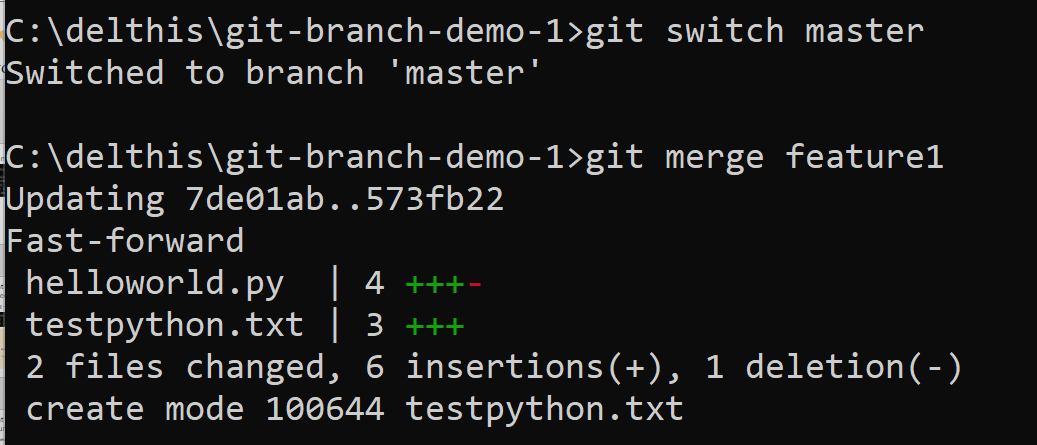 C:\delthis\git-branch-demo-1>git switch master
Switched to branch 'master'
C:\delthis\git-branch-demo-1>git merge feature1
Updating 7de01ab..573fb22
Fast-forward
 helloworld.py  | 4 +++-
 testpython.txt | 3 +++
 2 files changed, 6 insertions(+), 1 deletion(-)
 create mode 100644 testpython.txt